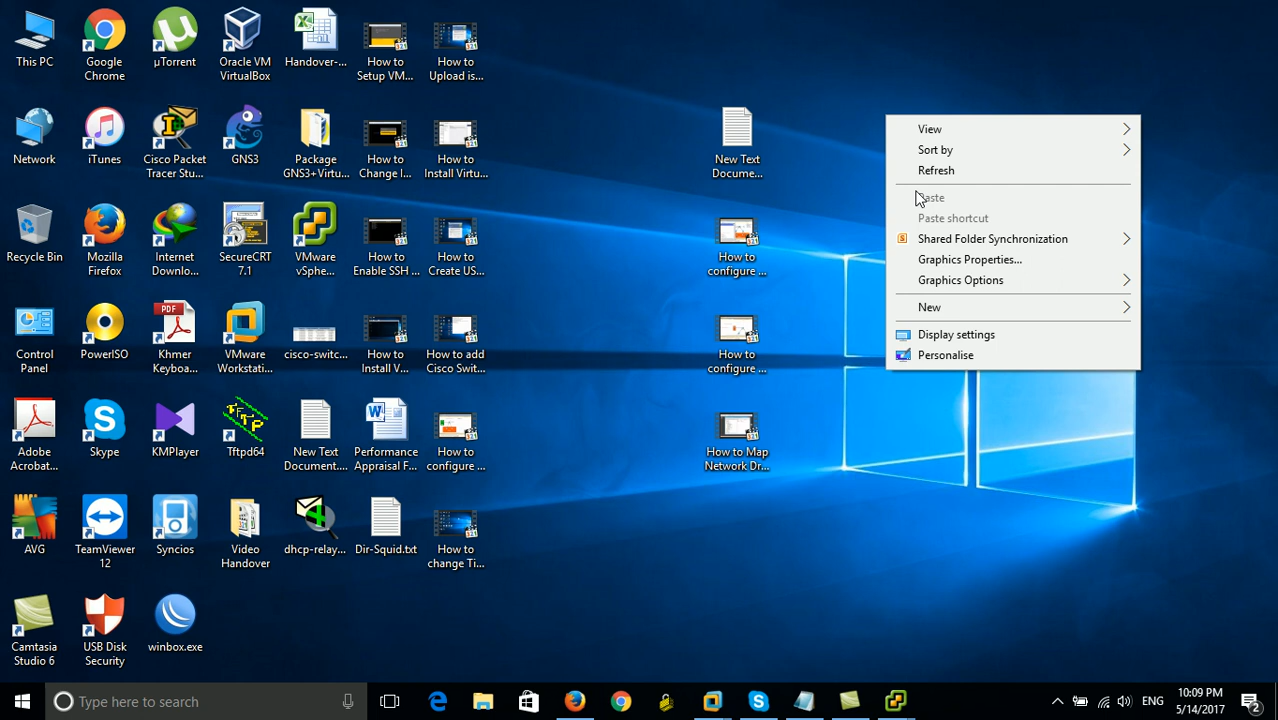 This PC
Google
Chrome
µTorrent
Oracle VM
VirtualBox
Handover-...
How to
Setup VM...
How to
Upload is...
Network
iTunes
Cisco Packet
Tracer Stu...
GNS3
Package
GNS3+Virtu...
How to
Change I...
How to
Install Virtu...
New Text
Docume...
Recycle Bin
Mozilla
Firefox
Internet
Downlo...
SecureCRT
7.1
VMware
vSphe...
How to
Enable SSH ...
How to
Create US...
How to
configure ...
Control
Panel
PowerISO
PDF
Khmer
Keyboa...
VMware
Workstati...
cisco-switc...
How to
Install V...
How to add
Cisco Swit...
How to
configure ...
Adobe
Acrobat...
Skype
KMPlayer
Tftpd64
New Text
Document....
Performance
Appraisal F...
How to
configure ...
How to Map
Network Dr...
AVG
TeamViewer
12
Syncios
Video
Handover
dhcp-relay...
Dir-Squid.txt
How to
change Ti...
Camtasia
Studio 6
USB Disk
Security
winbox.exe
View
Sort by
Refresh
Paste
Paste shortcut
Shared Folder Synchronization
Graphics Properties...
Graphics Options
New
Display settings
Personalise
Type here to search
ENG
10:09 PM
5/14/2017
2